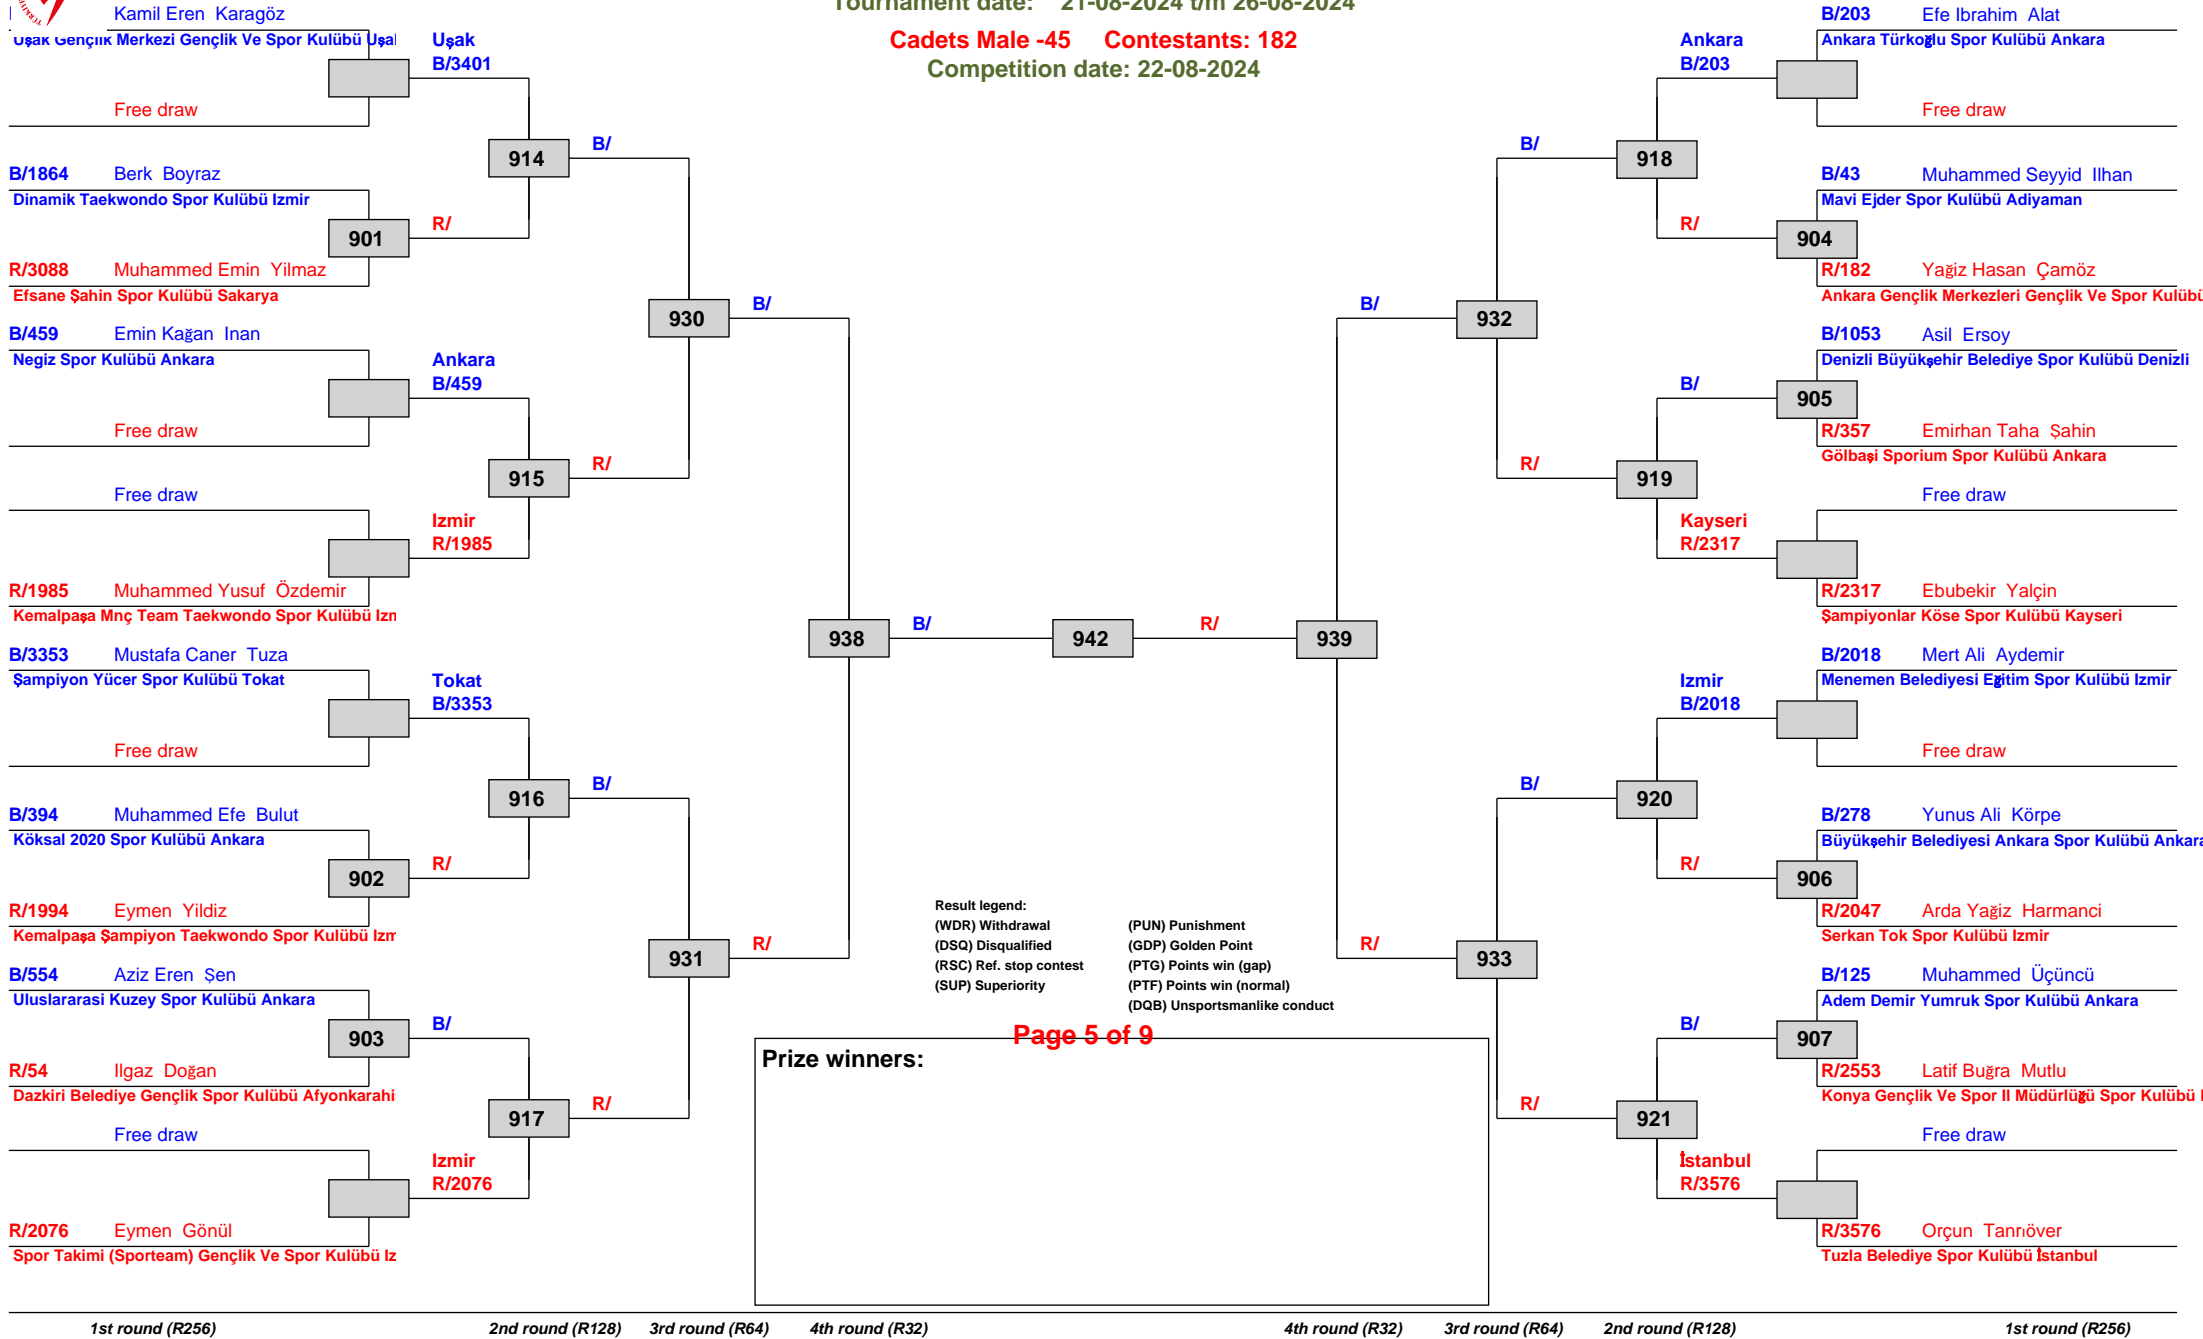 Tournament date: 21-08-2024 t/m 26-08-2024
Cadets Male -45 Contestants: 182
Competition date: 22-08-2024
Kamil Eren Karagöz
Uşak Gençlik Merkezi Gençlik Ve Spor Kulübü Uşal
Free draw
B/1864 Berk Boyraz
Dinamik Taekwondo Spor Kulübü Izmir
901
R/3088 Muhammed Emin Yilmaz
Efsane Şahin Spor Kulübü Sakarya
B/459 Emin Kağan Inan
Negiz Spor Kulübü Ankara
Free draw
Free draw
R/1985 Muhammed Yusuf Özdemir
Kemalpaşa Mnç Team Taekwondo Spor Kulübü Izn
B/3353 Mustafa Caner Tuza
Şampiyon Yücer Spor Kulübü Tokat
Free draw
B/394 Muhammed Efe Bulut
Köksal 2020 Spor Kulübü Ankara
902
R/1994 Eymen Yildiz
Kemalpaşa Şampiyon Taekwondo Spor Kulübü Izm
B/554 Aziz Eren Şen
Uluslararasi Kuzey Spor Kulübü Ankara
903
R/54 Ilgaz Doğan
Dazkiri Belediye Gençlik Spor Kulübü Afyonkarahi
Free draw
R/2076 Eymen Gönül
Spor Takimi (Sporteam) Gençlik Ve Spor Kulübü Iz
Uşak
B/3401
914
R/
Ankara
B/459
915
Izmir
R/1985
Tokat
B/3353
916
R/
B/
917
Izmir
R/2076
B/
930
R/
B/
931
R/
B/
938
R/
B/
942
R/
939
B/
R/
B/
932
R/
B/
933
R/
Ankara
B/203
918
R/
B/
919
Kayseri
R/2317
Izmir
B/2018
920
R/
B/
921
İstanbul
R/3576
B/203 Efe Ibrahim Alat
Ankara Türkoğlu Spor Kulübü Ankara
Free draw
B/43 Muhammed Seyyid Ilhan
Mavi Ejder Spor Kulübü Adiyaman
904
R/182 Yağiz Hasan Çamöz
Ankara Gençlik Merkezleri Gençlik Ve Spor Kulübü
B/1053 Asil Ersoy
Denizli Büyükşehir Belediye Spor Kulübü Denizli
905
R/357 Emirhan Taha Şahin
Gölbaşi Sporium Spor Kulübü Ankara
Free draw
R/2317 Ebubekir Yalçin
Şampiyonlar Köse Spor Kulübü Kayseri
B/2018 Mert Ali Aydemir
Menemen Belediyesi Eğitim Spor Kulübü Izmir
Free draw
B/278 Yunus Ali Körpe
Büyükşehir Belediyesi Ankara Spor Kulübü Ankara
906
R/2047 Arda Yağiz Harmanci
Serkan Tok Spor Kulübü Izmir
B/125 Muhammed Üçüncü
Adem Demir Yumruk Spor Kulübü Ankara
907
R/2553 Latif Buğra Mutlu
Konya Gençlik Ve Spor Il Müdürlüğü Spor Kulübü
Free draw
R/3576 Orçun Tanrıöver
Tuzla Belediye Spor Kulübü İstanbul
Result legend:
(WDR) Withdrawal (PUN) Punishment
(DSQ) Disqualified (GDP) Golden Point
(RSC) Ref. stop contest (PTG) Points win (gap)
(SUP) Superiority (PTF) Points win (normal)
(DQB) Unsportsmanlike conduct
Page 5 of 9
Prize winners:
1st round (R256) 2nd round (R128) 3rd round (R64) 4th round (R32) 4th round (R32) 3rd round (R64) 2nd round (R128) 1st round (R256)